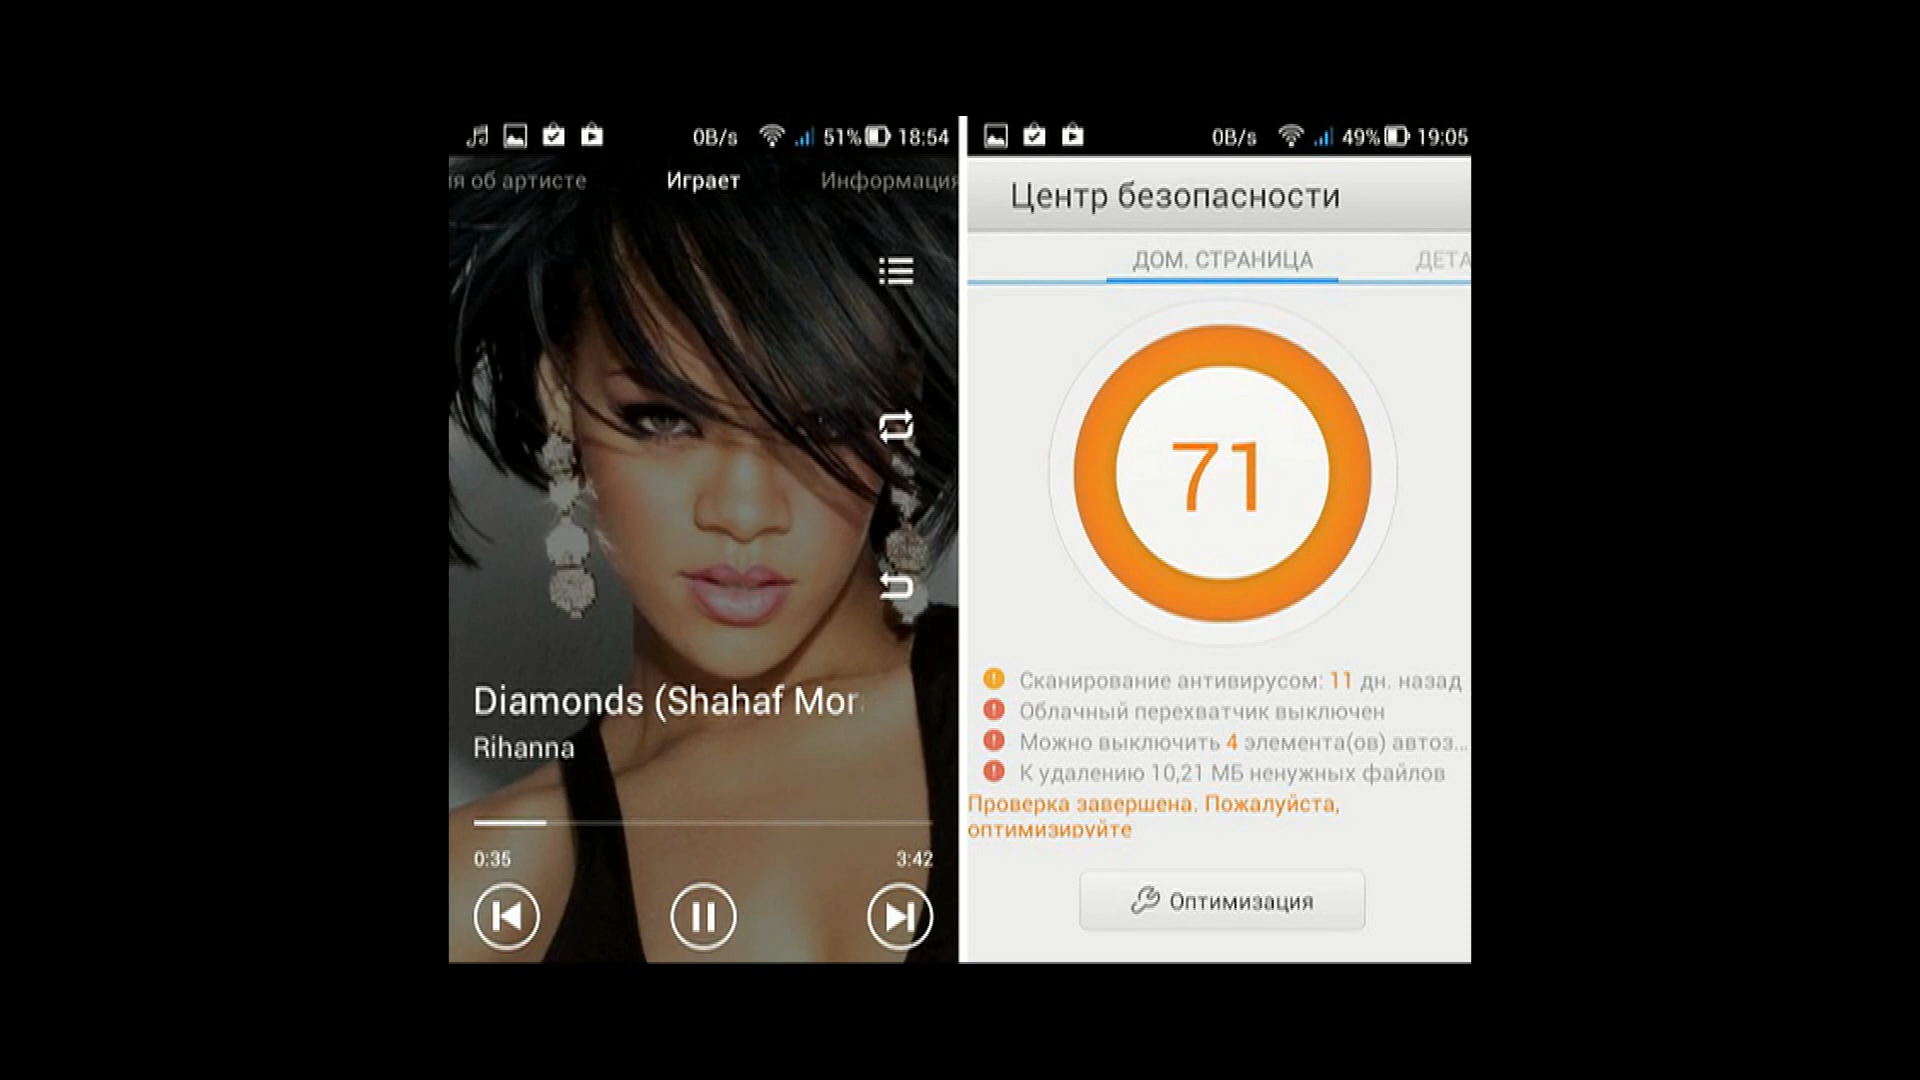 0B/s 51% 18:54
я об артисте Играет Информация
Diamonds (Shahaf Mor
Rihanna
0:35 3:42
0B/s 49% 19:05
Центр безопасности
ДОМ. СТРАНИЦА ДЕТА
71
Сканирование антивирусом: 11 дн. назад
Облачный перехватчик выключен
Можно выключить 4 элемента(ов) автоз...
К удалению 10,21 МБ ненужных файлов
Проверка завершена. Пожалуйста,
оптимизируйте
Оптимизация